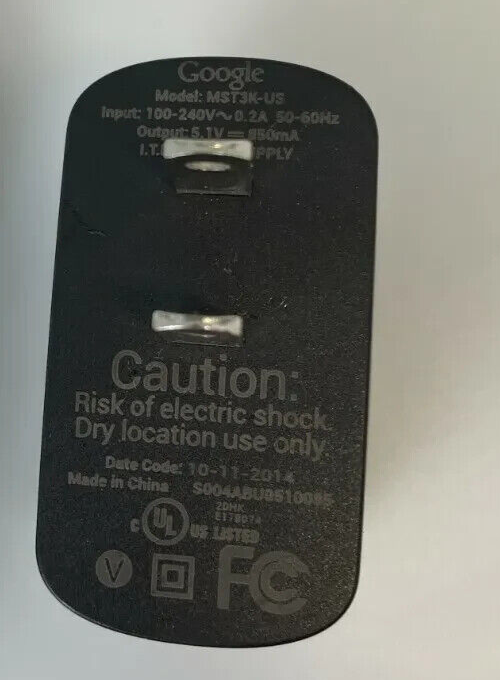 Google
Model: MST3K-US
Input: 100-240V～0.2A 50-60Hz
Output: 5.1V ⎓ 850mA
I.T.
Caution:
Risk of electric shock.
Dry location use only.
Date Code: 10-11-2014
Made in China
C UL US LISTED
V
FC